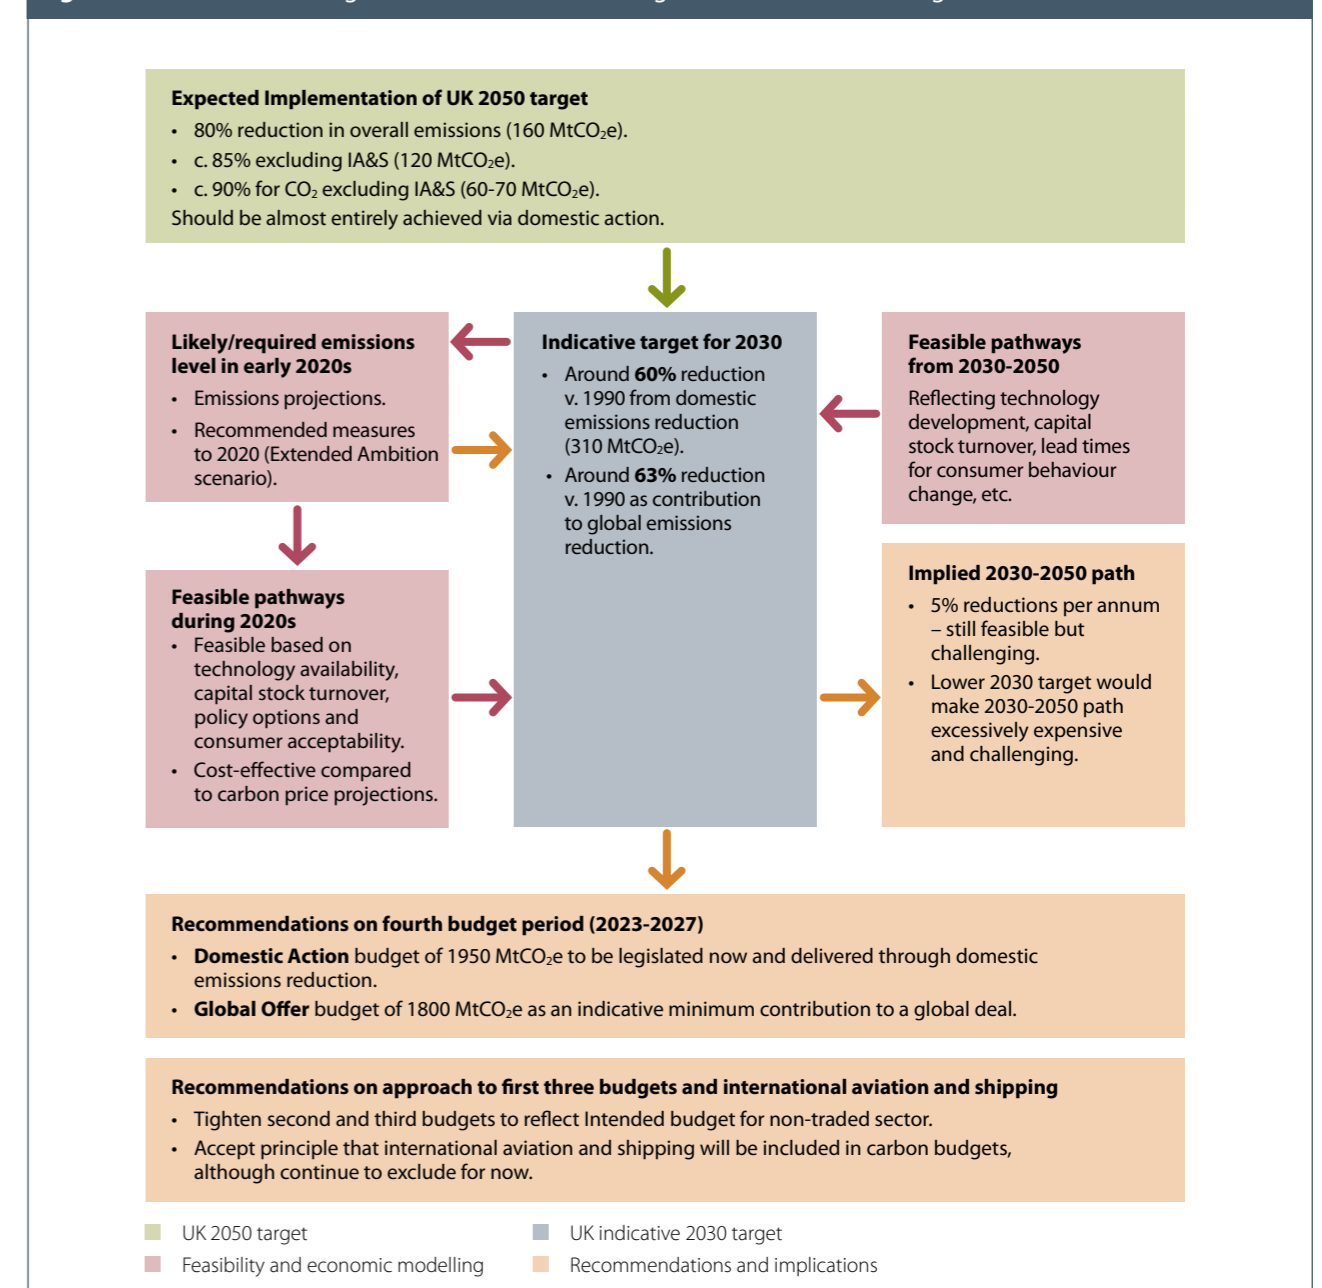 Expected Implementation of UK 2050 target
• 80% reduction in overall emissions (160 MtCO₂e).
• c. 85% excluding IA&S (120 MtCO₂e).
• c. 90% for CO₂ excluding IA&S (60-70 MtCO₂e).
Should be almost entirely achieved via domestic action.
Likely/required emissions
level in early 2020s
• Emissions projections.
• Recommended measures
to 2020 (Extended Ambition
scenario).
Feasible pathways
during 2020s
• Feasible based on
technology availability,
capital stock turnover,
policy options and
consumer acceptability.
• Cost-effective compared
to carbon price projections.
Indicative target for 2030
• Around 60% reduction
v. 1990 from domestic
emissions reduction
(310 MtCO₂e).
• Around 63% reduction
v. 1990 as contribution
to global emissions
reduction.
Feasible pathways
from 2030-2050
Reflecting technology
development, capital
stock turnover, lead times
for consumer behaviour
change, etc.
Implied 2030-2050 path
• 5% reductions per annum
– still feasible but
challenging.
• Lower 2030 target would
make 2030-2050 path
excessively expensive
and challenging.
Recommendations on fourth budget period (2023-2027)
• Domestic Action budget of 1950 MtCO₂e to be legislated now and delivered through domestic
emissions reduction.
• Global Offer budget of 1800 MtCO₂e as an indicative minimum contribution to a global deal.
Recommendations on approach to first three budgets and international aviation and shipping
• Tighten second and third budgets to reflect Intended budget for non-traded sector.
• Accept principle that international aviation and shipping will be included in carbon budgets,
although continue to exclude for now.
UK 2050 target
UK indicative 2030 target
Feasibility and economic modelling
Recommendations and implications